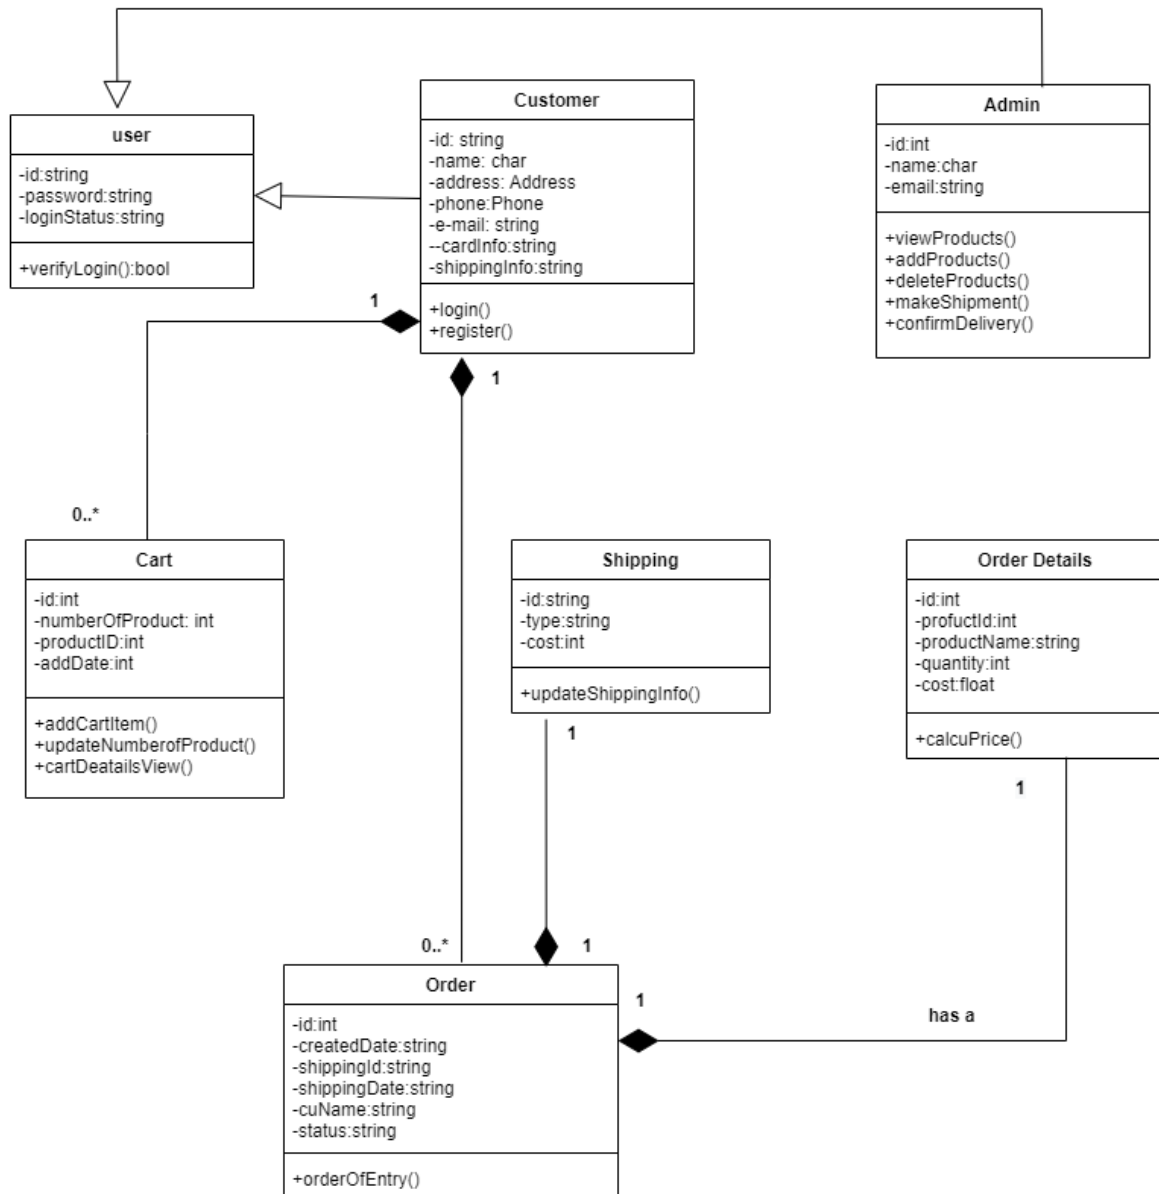 user
-id:string
-password:string
-loginStatus:string
+verifyLogin():bool
Customer
-id: string
-name: char
-address: Address
-phone:Phone
-e-mail: string
--cardInfo:string
-shippingInfo:string
+login()
+register()
Admin
-id:int
-name:char
-email:string
+viewProducts()
+addProducts()
+deleteProducts()
+makeShipment()
+confirmDelivery()
1
1
0..*
Cart
-id:int
-numberOfProduct: int
-productID:int
-addDate:int
+addCartItem()
+updateNumberofProduct()
+cartDeatailsView()
Shipping
-id:string
-type:string
-cost:int
+updateShippingInfo()
Order Details
-id:int
-profuctId:int
-productName:string
-quantity:int
-cost:float
+calcuPrice()
1
1
0..*
1
1
has a
Order
-id:int
-createdDate:string
-shippingId:string
-shippingDate:string
-cuName:string
-status:string
+orderOfEntry()